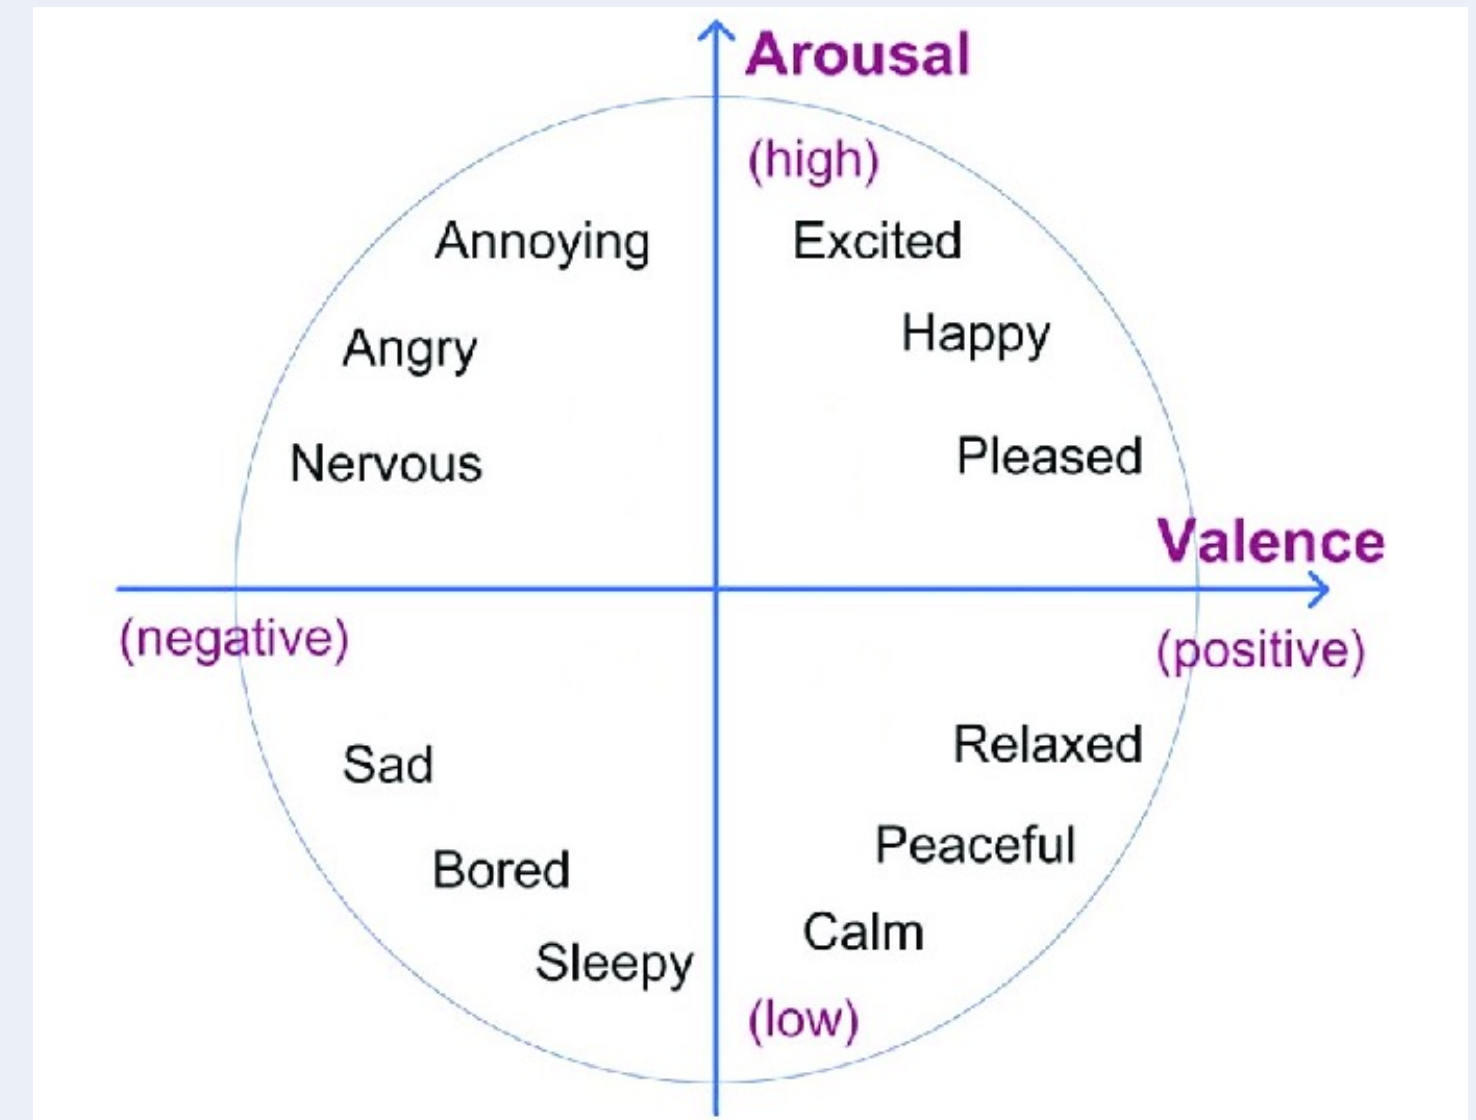 Arousal
(high)
Annoying
Excited
Happy
Angry
Nervous
Pleased
Valence
(negative)
(positive)
Relaxed
Sad
Peaceful
Bored
Calm
Sleepy
(low)